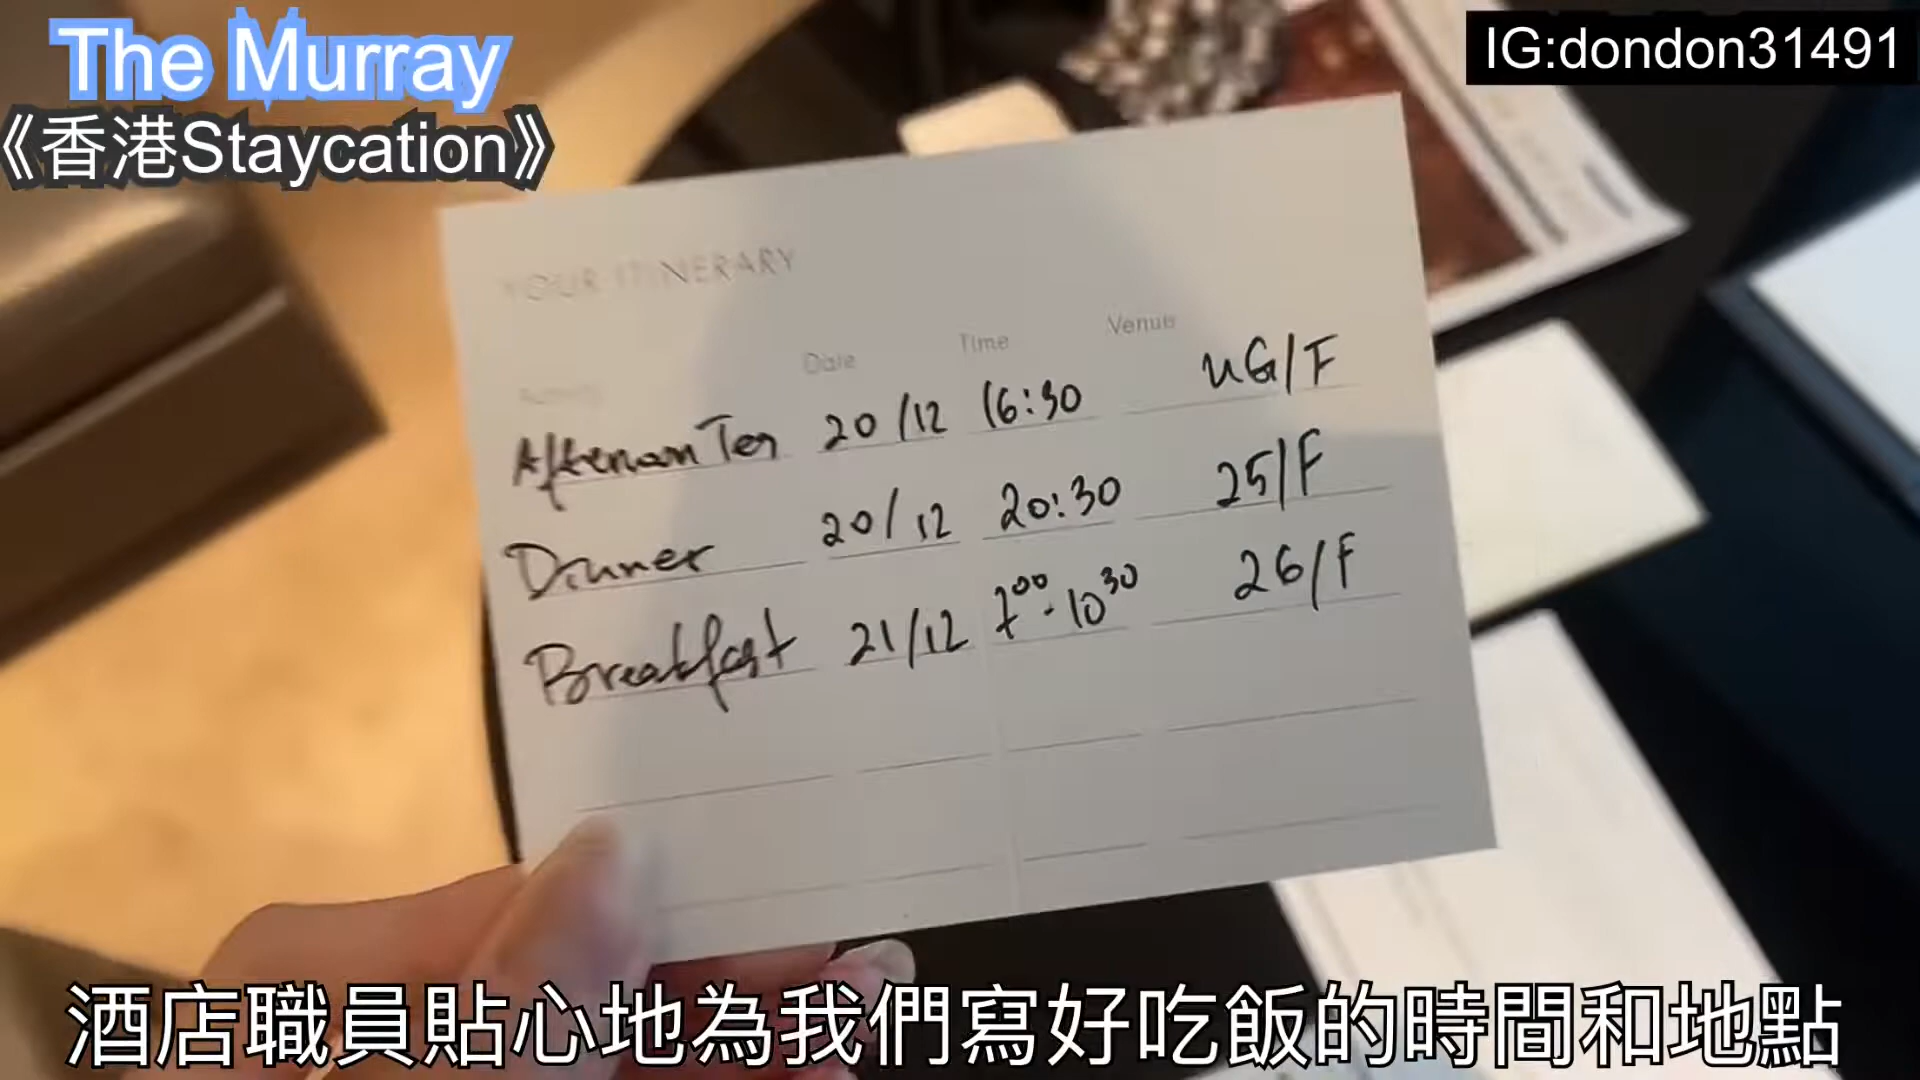 The Murray
《香港Staycation》
IG:dondon31491
YOUR ITINERARY
Date Time Venue
Afternoon Tea 20/12 16:30 UG/F
Dinner 20/12 20:30 25/F
Breakfast 21/12 7:00 - 10:30 26/F
酒店職員貼心地為我們寫好吃飯的時間和地點